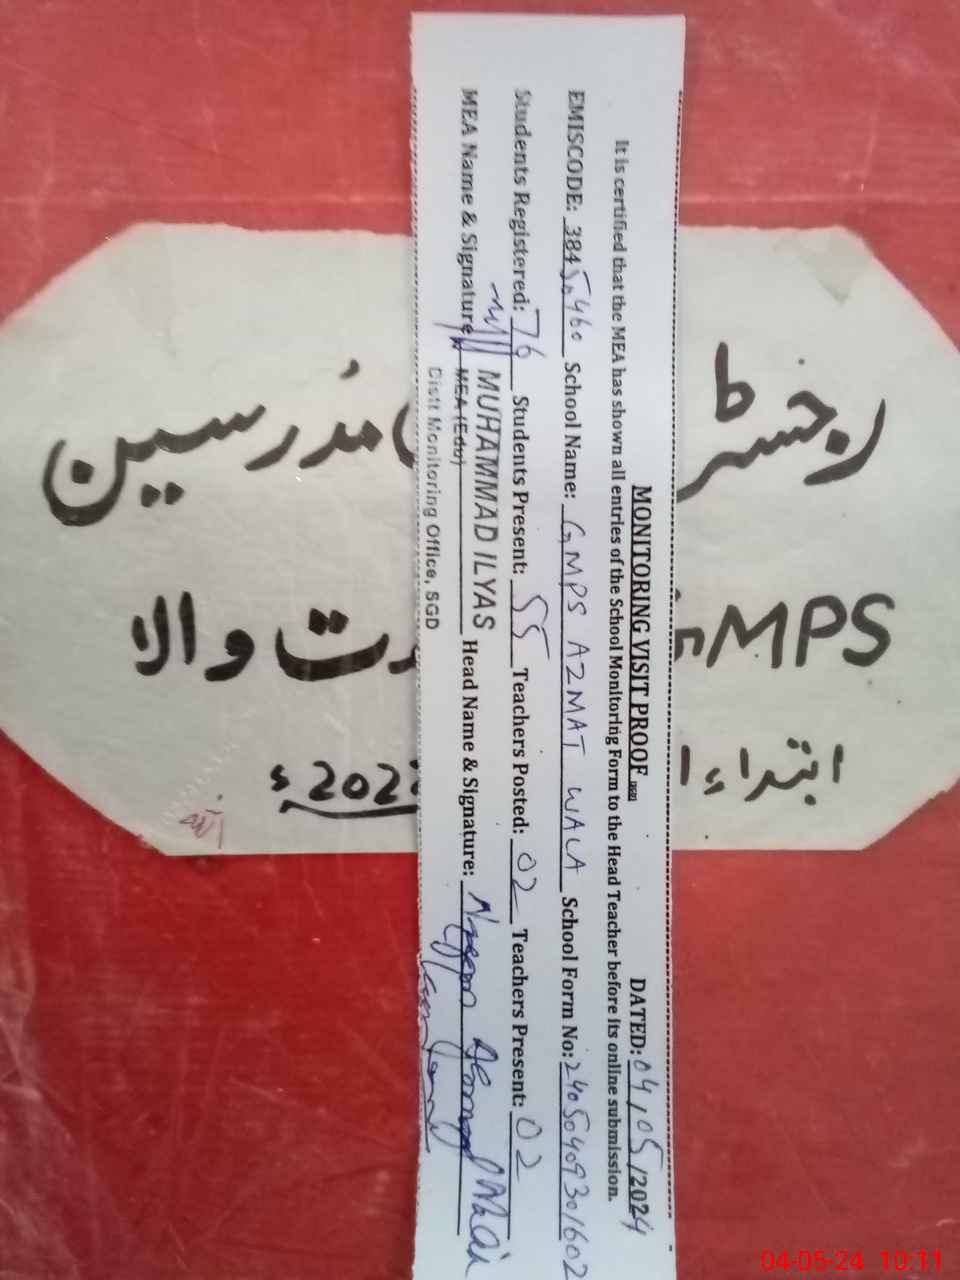 MONITORING VISIT PROOF DATED: 04/05/2024
It is certified that the MEA has shown all entries of the School Monitoring Form to the Head Teacher before its online submission.
EMISCODE: 38450460 School Name: GMPS AZMAT WALA School Form No: 24050409301602
Students Registered: 76 Students Present: 55 Teachers Posted: 02 Teachers Present: 02
MEA Name & Signature MUHAMMAD ILYAS Head Name & Signature:
MEA (Edu)
Distt Monitoring Office, SGD
رجسٹر مدرسین
GMPS والا
ابتداء
04-05-24 10:11